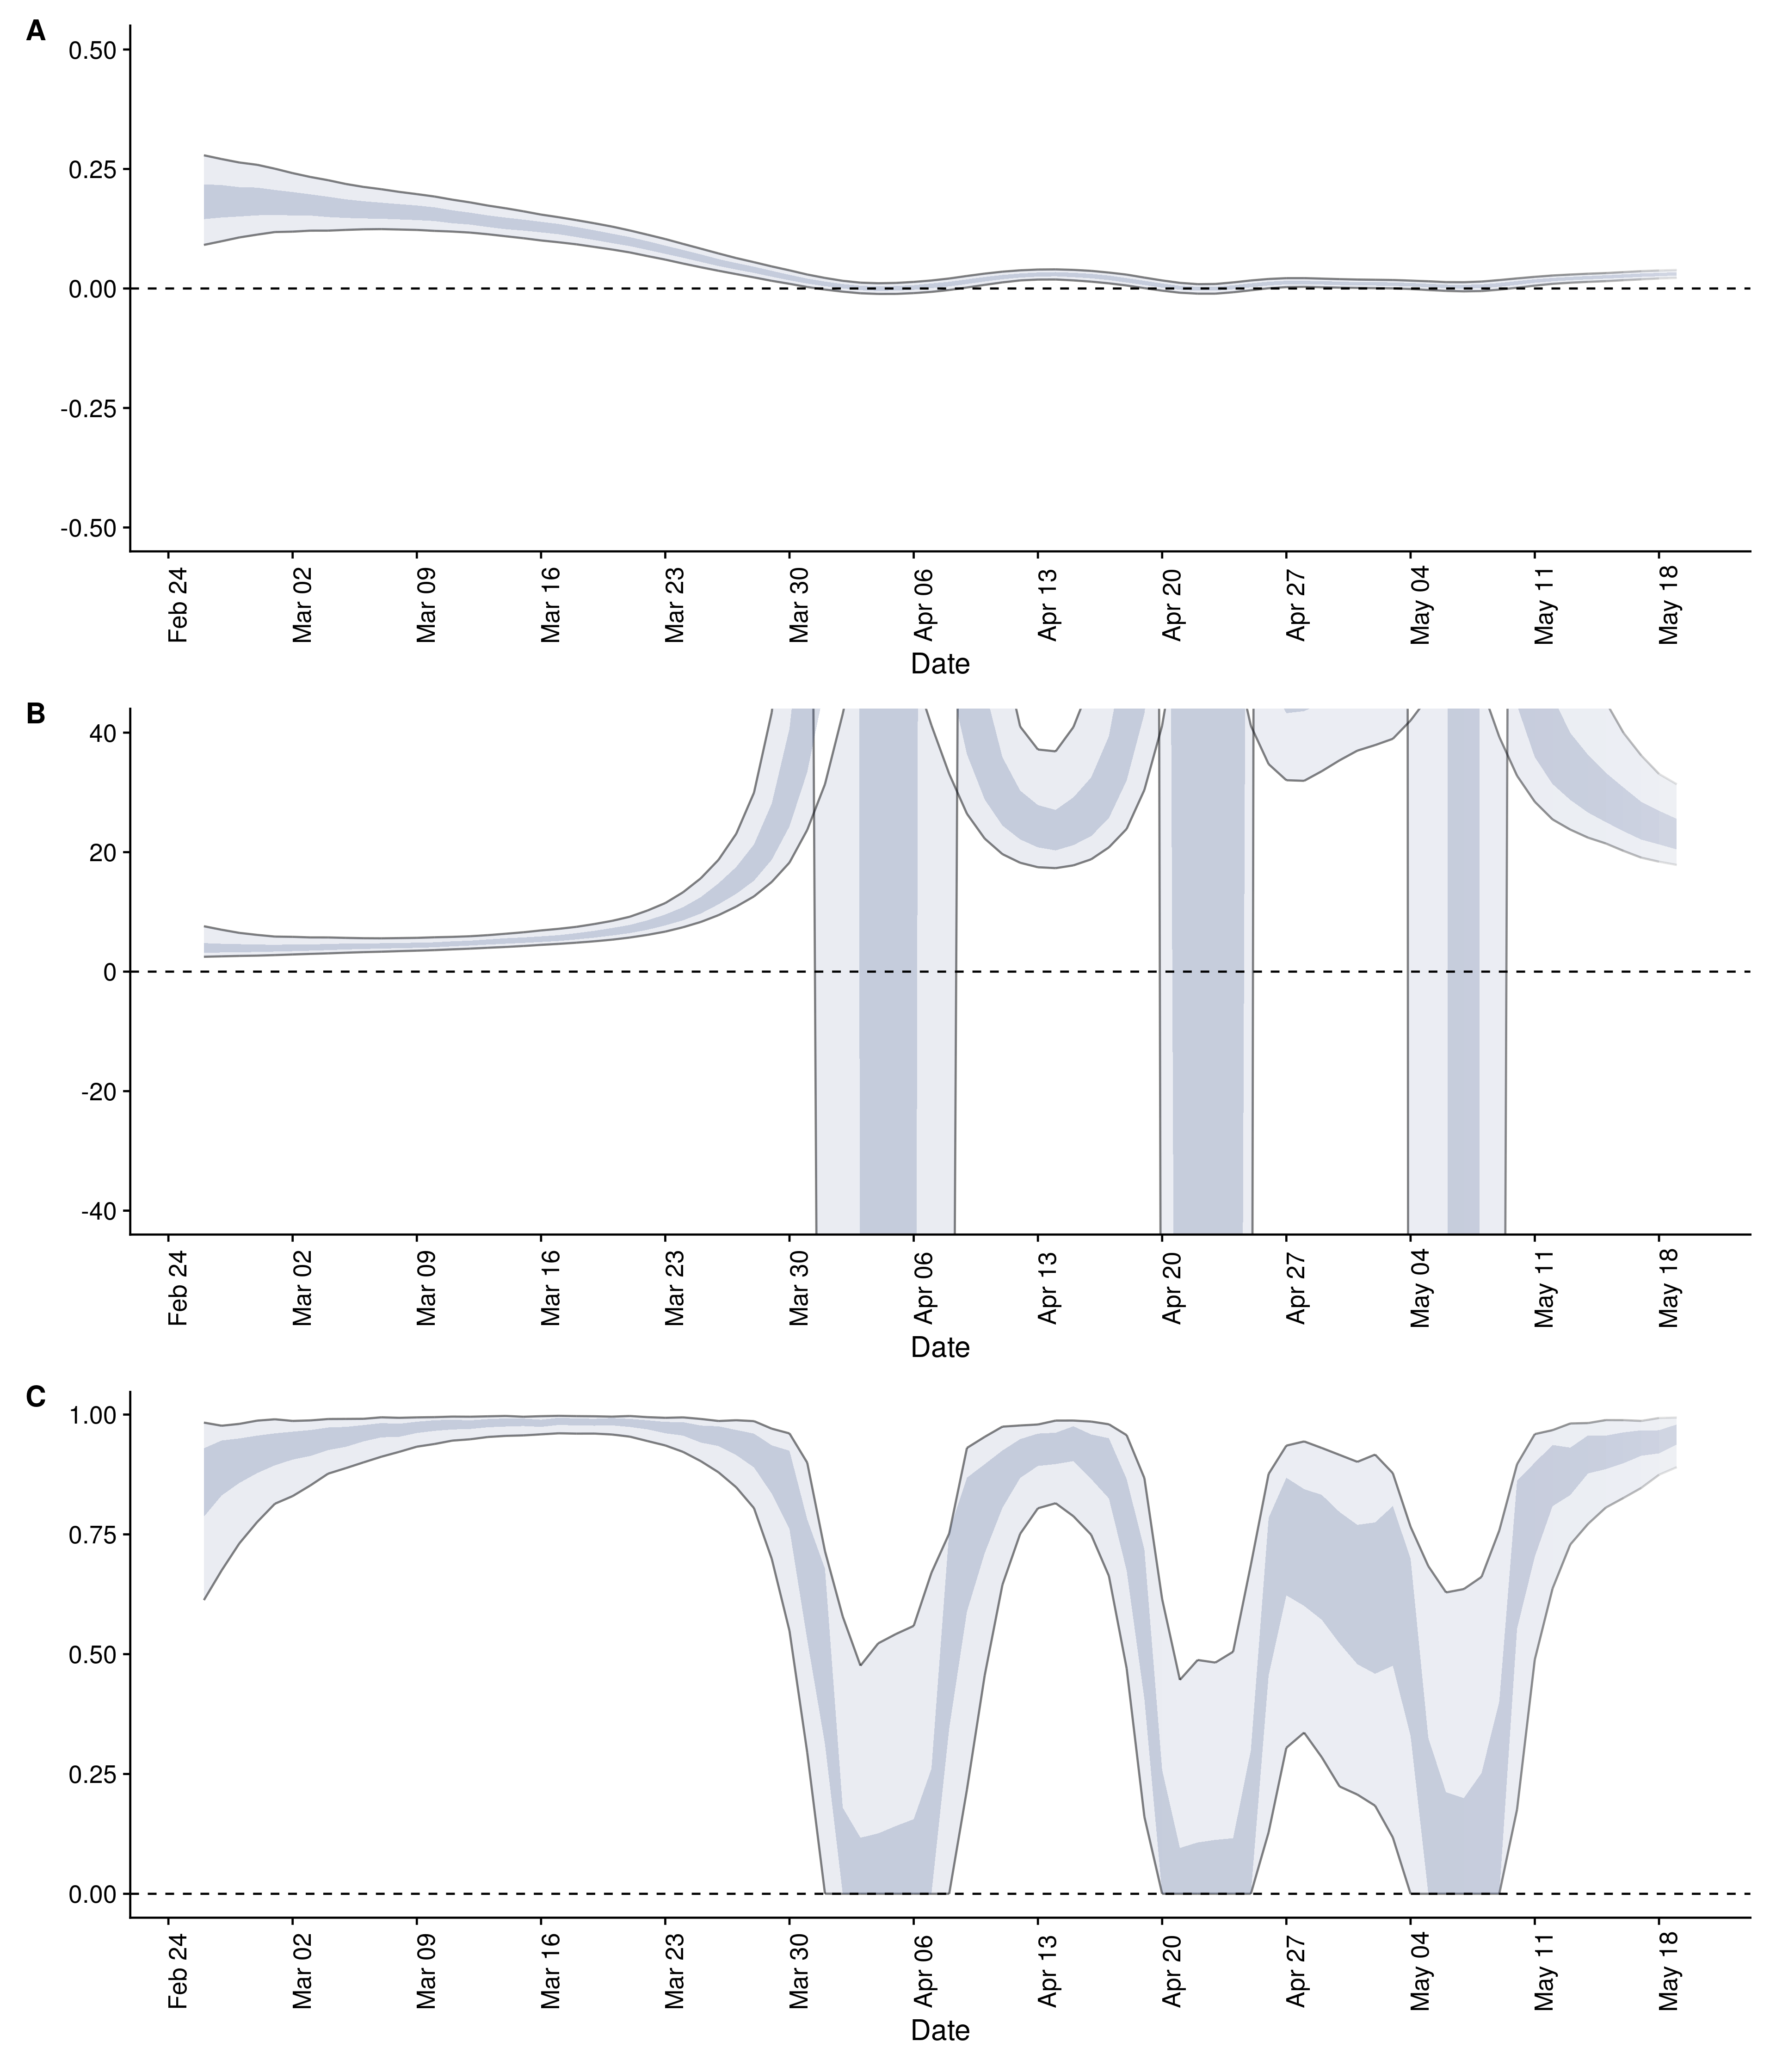 A
0.50
0.25
0.00
-0.25
-0.50
Feb 24
Mar 02
Mar 09
Mar 16
Mar 23
Mar 30
Apr 06
Apr 13
Apr 20
Apr 27
May 04
May 11
May 18
Date
B
40
20
0
-20
-40
Feb 24
Mar 02
Mar 09
Mar 16
Mar 23
Mar 30
Apr 06
Apr 13
Apr 20
Apr 27
May 04
May 11
May 18
Date
C
1.00
0.75
0.50
0.25
0.00
Feb 24
Mar 02
Mar 09
Mar 16
Mar 23
Mar 30
Apr 06
Apr 13
Apr 20
Apr 27
May 04
May 11
May 18
Date